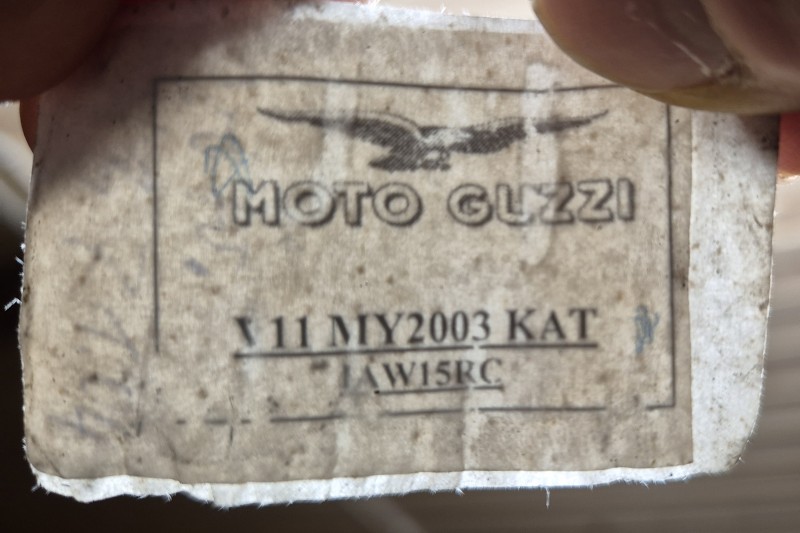 MOTO GUZZI
V11 MY2003 KAT
IAW15RC